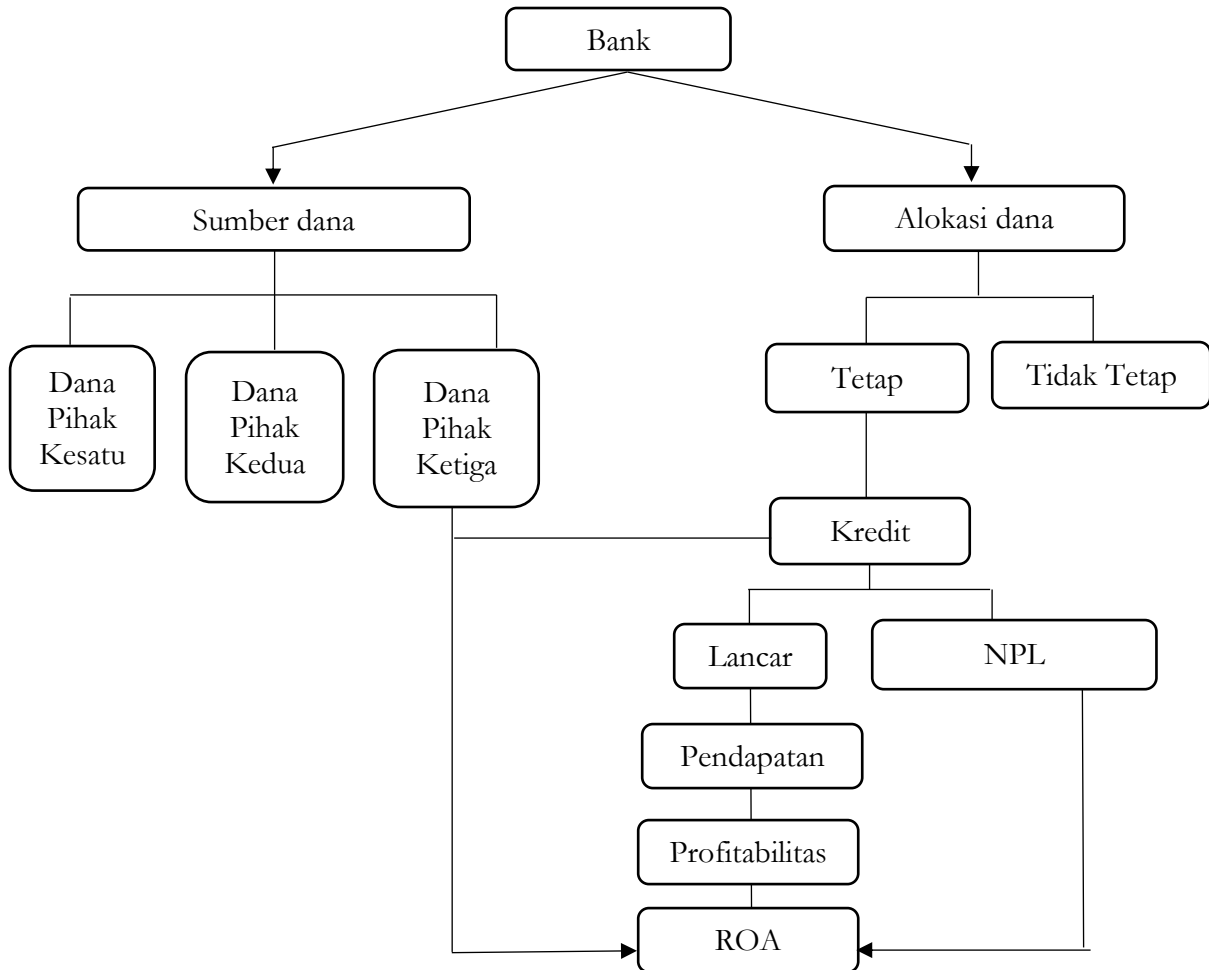 Bank
Sumber dana
Alokasi dana
Dana
Pihak
Kesatu
Dana
Pihak
Kedua
Dana
Pihak
Ketiga
Tetap
Tidak Tetap
Kredit
Lancar
NPL
Pendapatan
Profitabilitas
ROA